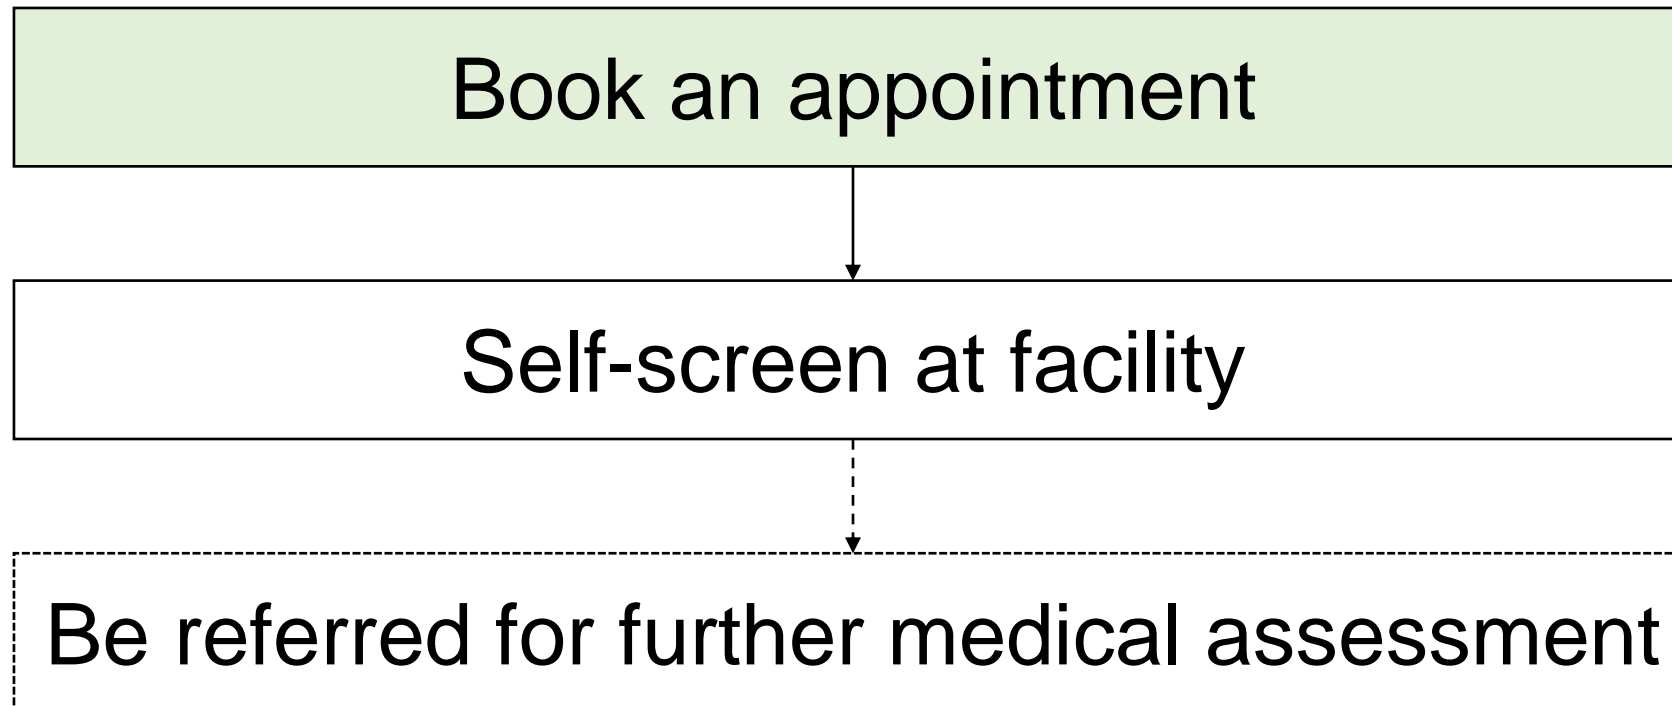 Book an appointment
Self-screen at facility
Be referred for further medical assessment